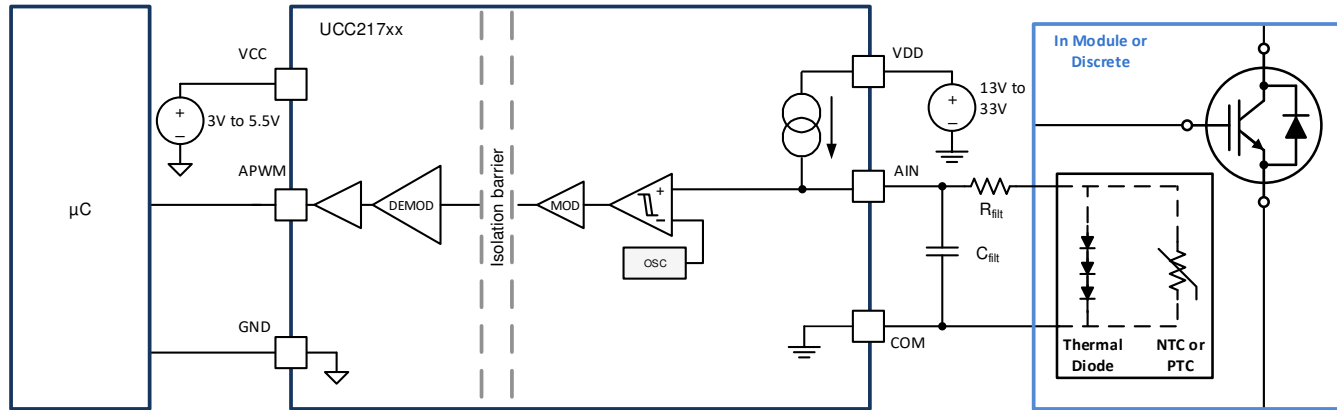 UCC217xx
In Module or
Discrete
VCC
VDD
+
−
3V to 5.5V
+
−
13V to
33V
APWM
AIN
µC
DEMOD
Isolation barrier
MOD
+
−
OSC
Rfilt
Cfilt
GND
COM
Thermal
Diode
NTC or
PTC